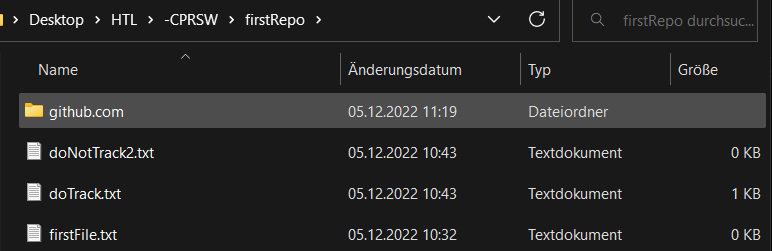 Desktop > HTL > -CPRSW > firstRepo >
firstRepo durchsuc...
Name Änderungsdatum Typ Größe
github.com 05.12.2022 11:19 Dateiordner
doNotTrack2.txt 05.12.2022 10:43 Textdokument 0 KB
doTrack.txt 05.12.2022 10:43 Textdokument 1 KB
firstFile.txt 05.12.2022 10:32 Textdokument 0 KB